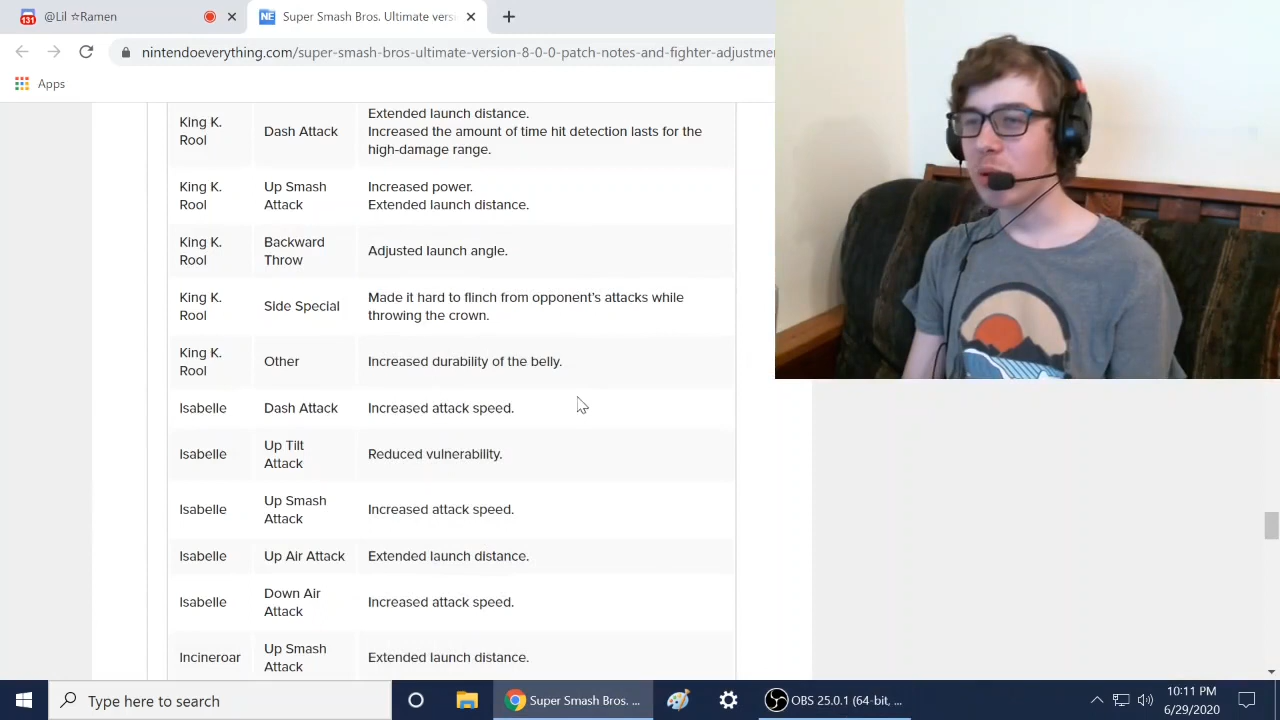 131
@Lil ☆Ramen
NE
Super Smash Bros. Ultimate vers
nintendoeverything.com/super-smash-bros-ultimate-version-8-0-0-patch-notes-and-fighter-adjustmen
Apps
King K.
Rool
Dash Attack
Extended launch distance.
Increased the amount of time hit detection lasts for the
high-damage range.
King K.
Rool
Up Smash
Attack
Increased power.
Extended launch distance.
King K.
Rool
Backward
Throw
Adjusted launch angle.
King K.
Rool
Side Special
Made it hard to flinch from opponent's attacks while
throwing the crown.
King K.
Rool
Other
Increased durability of the belly.
Isabelle
Dash Attack
Increased attack speed.
Isabelle
Up Tilt
Attack
Reduced vulnerability.
Isabelle
Up Smash
Attack
Increased attack speed.
Isabelle
Up Air Attack
Extended launch distance.
Isabelle
Down Air
Attack
Increased attack speed.
Incineroar
Up Smash
Attack
Extended launch distance.
Type here to search
Super Smash Bros. ...
OBS 25.0.1 (64-bit, ...
10:11 PM
6/29/2020